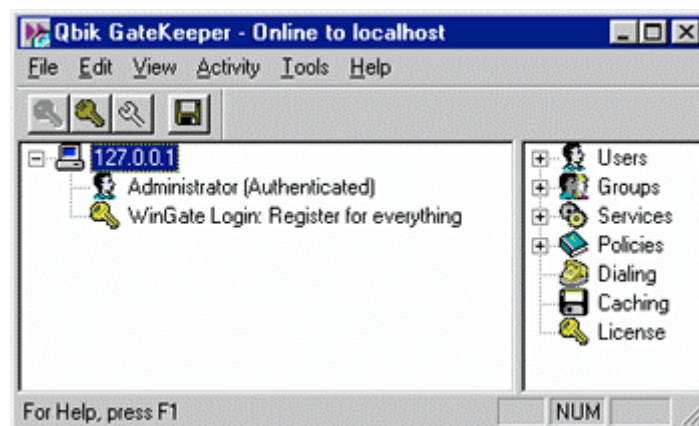 Qbik GateKeeper - Online to localhost
File Edit View Activity Tools Help
127.0.0.1
Administrator (Authenticated)
WinGate Login: Register for everything
Users
Groups
Services
Policies
Dialing
Caching
License
For Help, press F1
NUM